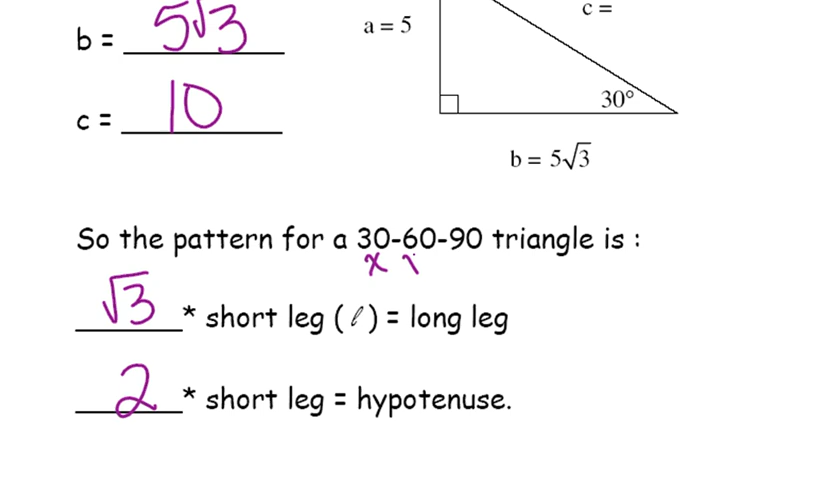 b = 5√3
a = 5
c =
c = 10
30°
b = 5√3
So the pattern for a 30-60-90 triangle is :
x
√3 * short leg (ℓ) = long leg
2 * short leg = hypotenuse.